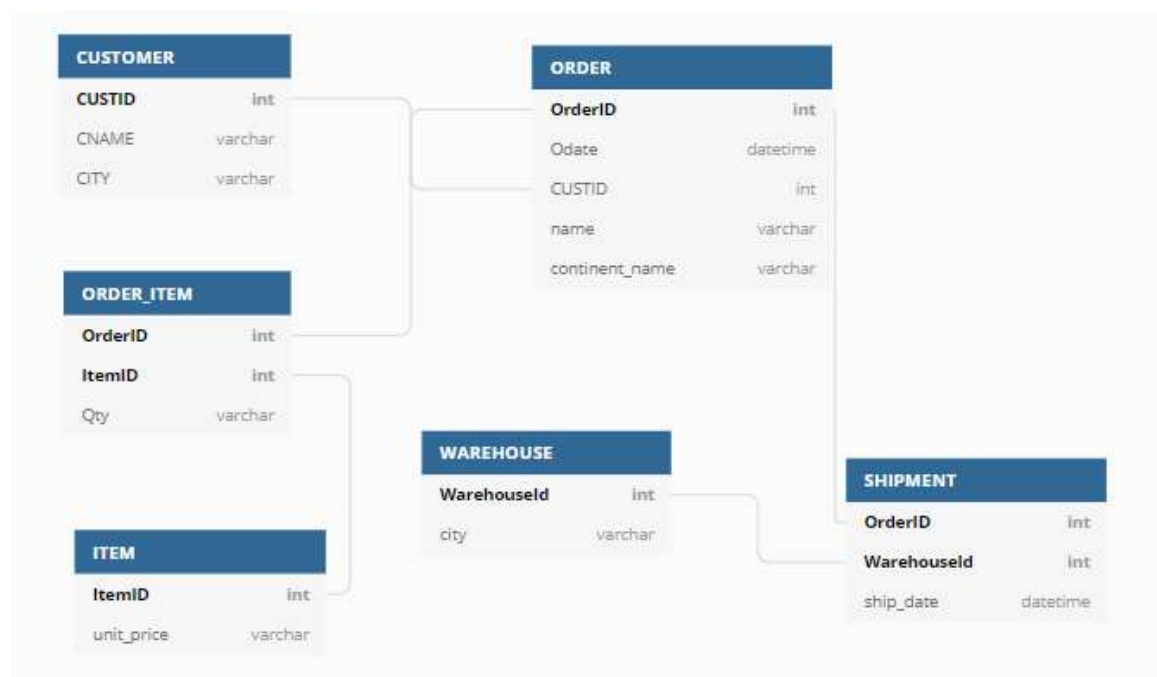 CUSTOMER
CUSTID int
CNAME varchar
CITY varchar
ORDER
OrderID int
Odate datetime
CUSTID int
name varchar
continent_name varchar
ORDER_ITEM
OrderID int
ItemID int
Qty varchar
WAREHOUSE
WarehouseId int
city varchar
SHIPMENT
OrderID int
WarehouseId int
ship_date datetime
ITEM
ItemID int
unit_price varchar